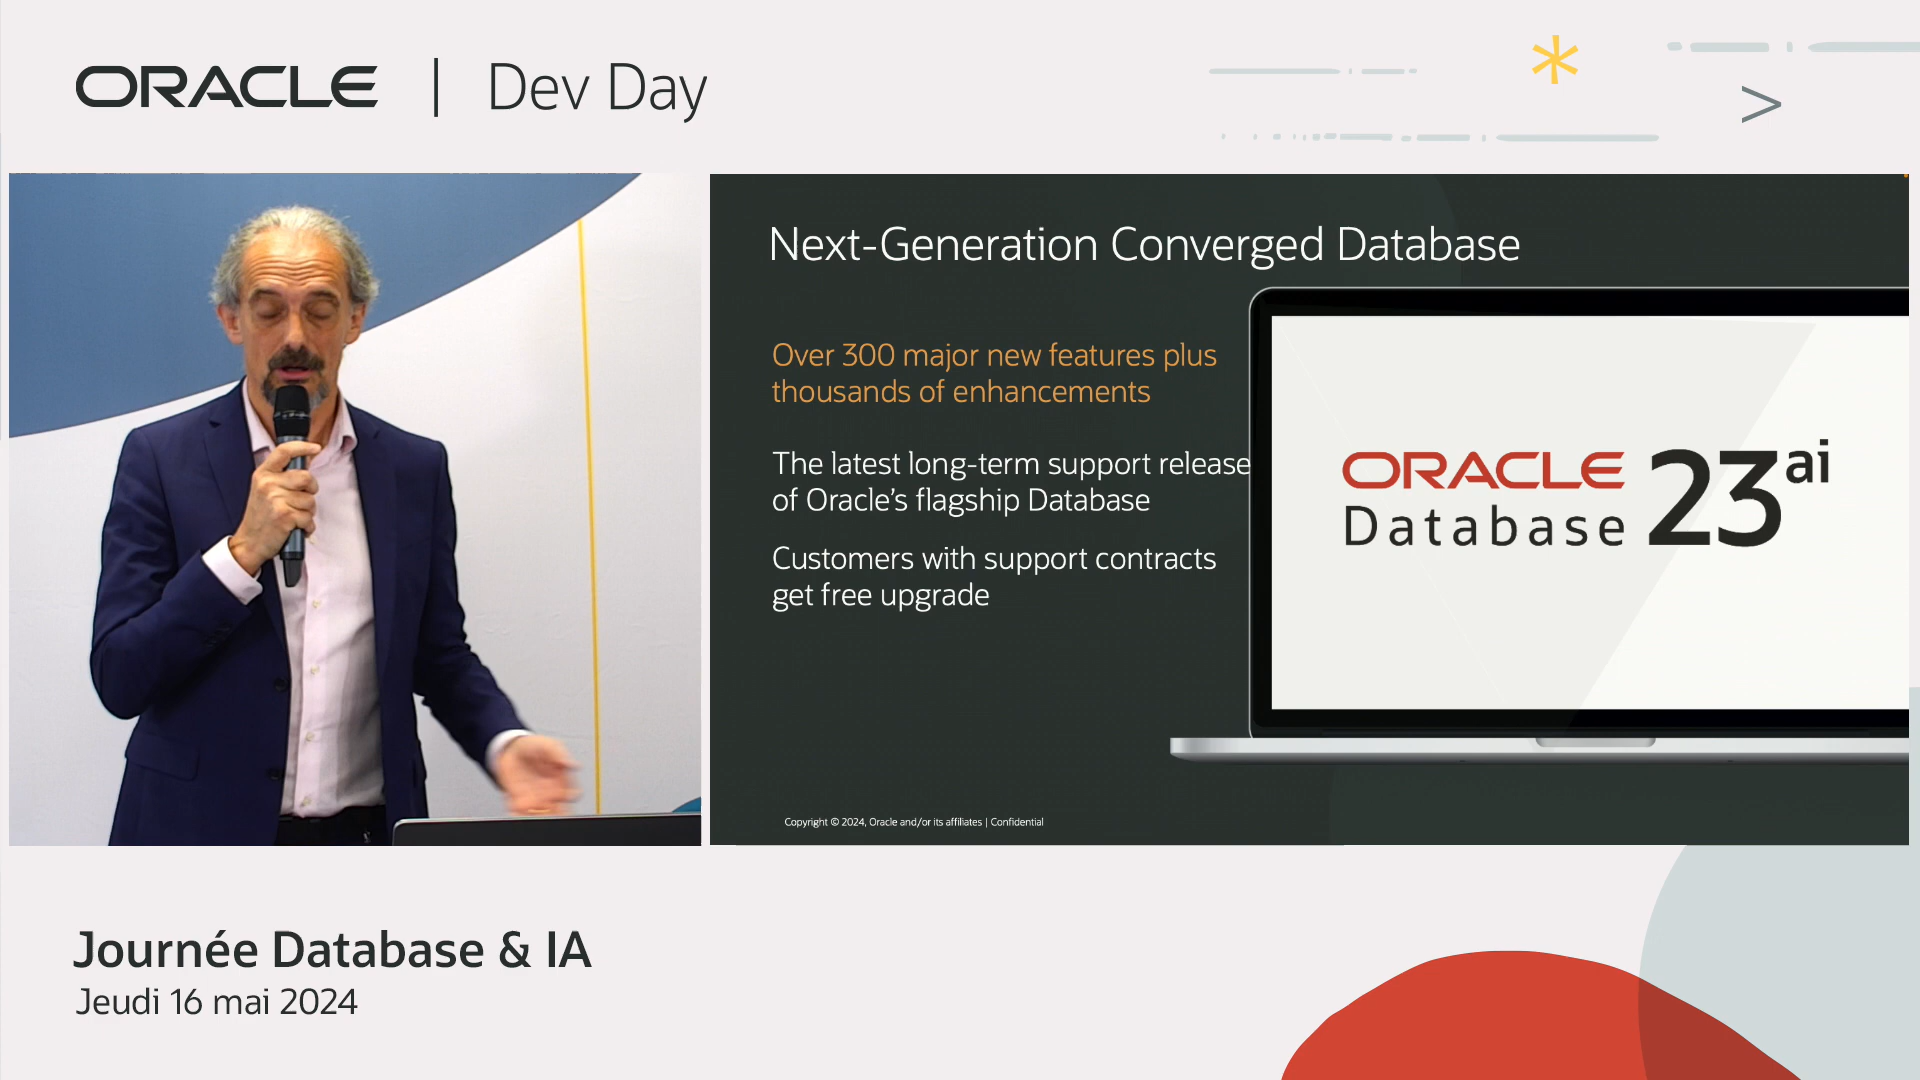 ORACLE | Dev Day
Next-Generation Converged Database
Over 300 major new features plus
thousands of enhancements
The latest long-term support release
of Oracle's flagship Database
Customers with support contracts
get free upgrade
ORACLE
Database 23ai
Copyright © 2024, Oracle and/or its affiliates | Confidential
Journée Database & IA
Jeudi 16 mai 2024